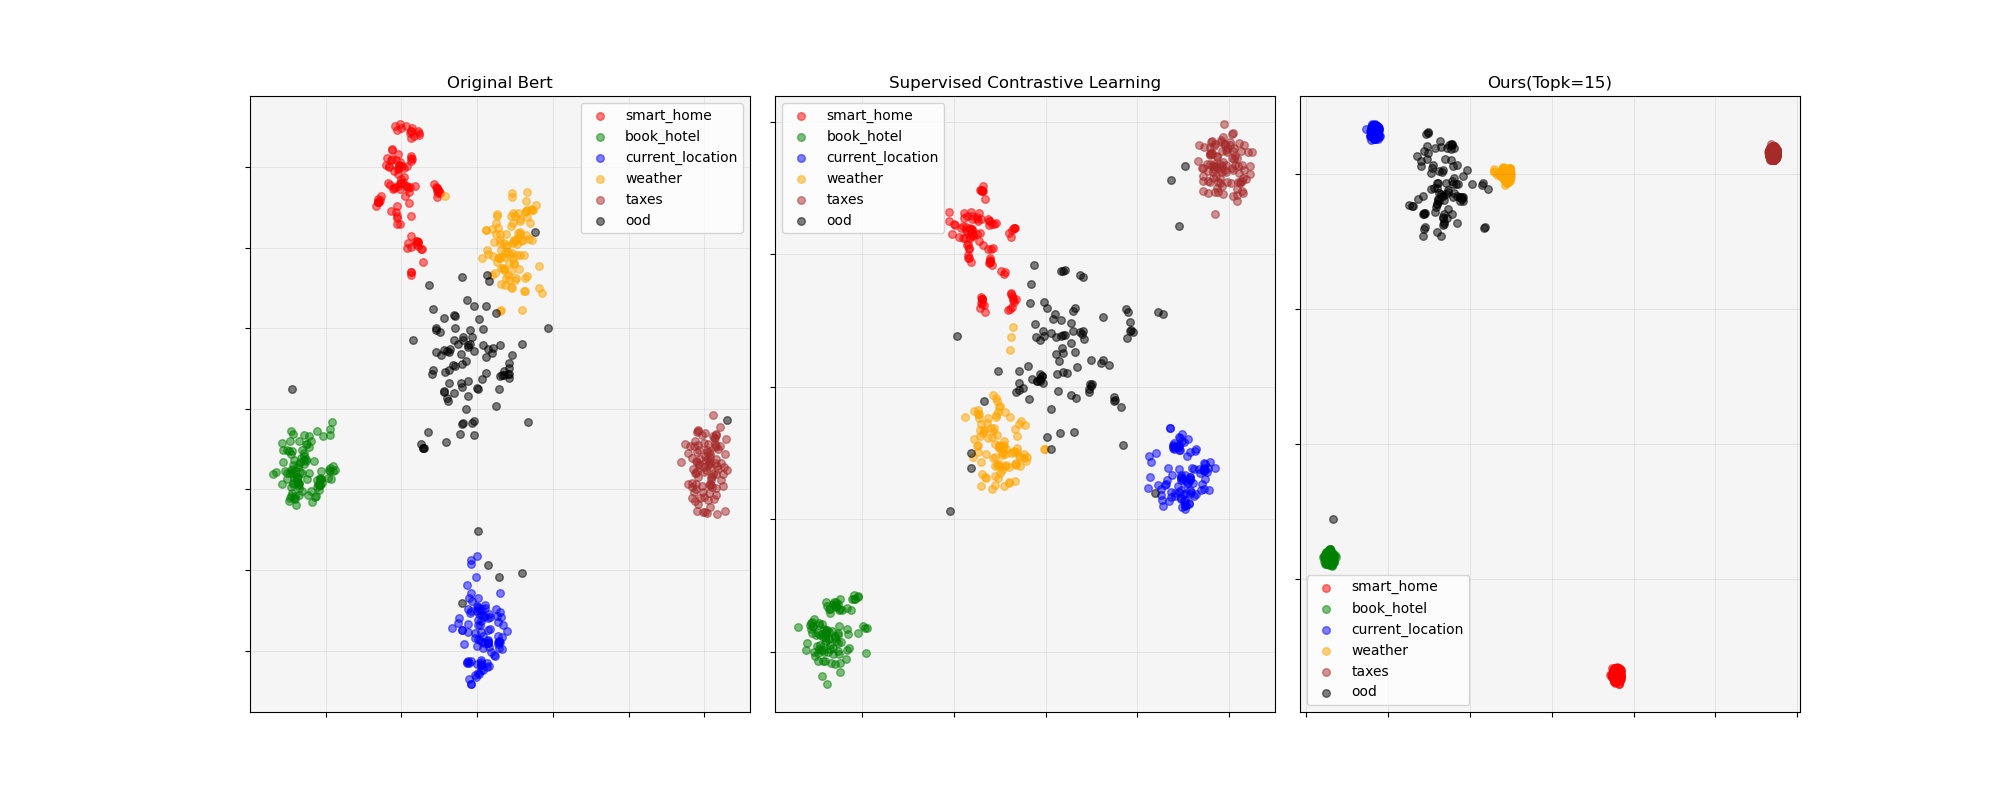 Original Bert
smart_home
book_hotel
current_location
weather
taxes
ood
Supervised Contrastive Learning
smart_home
book_hotel
current_location
weather
taxes
ood
Ours(Topk=15)
smart_home
book_hotel
current_location
weather
taxes
ood